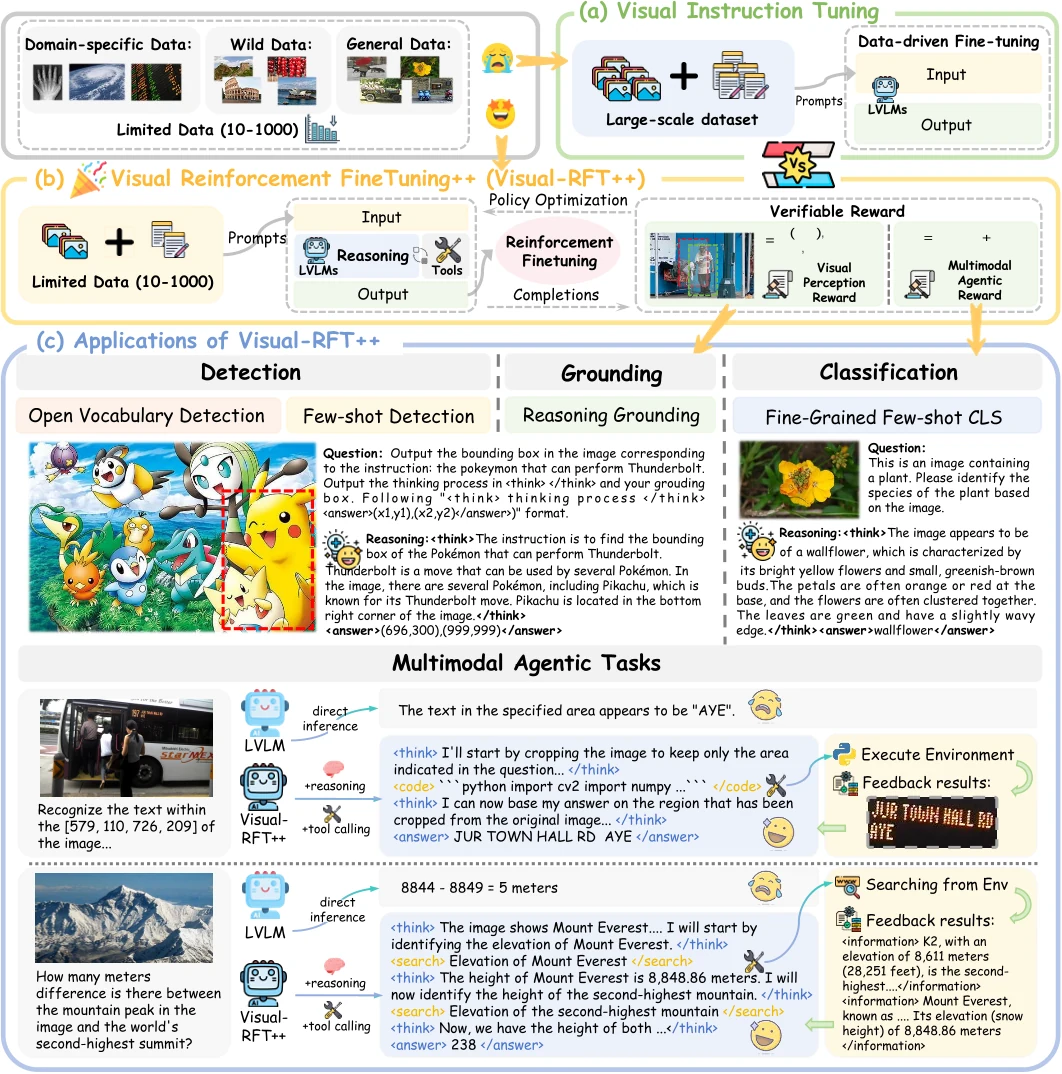 Domain-specific Data:
Wild Data:
General Data:
Limited Data (10-1000)
(a) Visual Instruction Tuning
Large-scale dataset
Prompts
Data-driven Fine-tuning
Input
LVLMs
Output
VS
(b) Visual Reinforcement FineTuning++ (Visual-RFT++)
Limited Data (10-1000)
Prompts
Input
LVLMs
Reasoning
Tools
Output
Policy Optimization
Reinforcement
Finetuning
Completions
Verifiable Reward
= ( ),
,
Visual
Perception
Reward
= +
Multimodal
Agentic
Reward
(c) Applications of Visual-RFT++
Detection
Grounding
Classification
Open Vocabulary Detection
Few-shot Detection
Reasoning Grounding
Fine-Grained Few-shot CLS
Question: Output the bounding box in the image corresponding
to the instruction: the pokeymon that can perform Thunderbolt.
Output the thinking process in <think> </think> and your grouding
box. Following "<think> thinking process </think>
<answer>(x1,y1),(x2,y2)</answer>)" format.
Reasoning:<think>The instruction is to find the bounding
box of the Pokémon that can perform Thunderbolt.
Thunderbolt is a move that can be used by several Pokémon. In
the image, there are several Pokémon, including Pikachu, which is
known for its Thunderbolt move. Pikachu is located in the bottom
right corner of the image.</think>
<answer>(696,300),(999,999)</answer>
Question:
This is an image containing
a plant. Please identify the
species of the plant based
on the image.
Reasoning:<think>The image appears to be
of a wallflower, which is characterized by
its bright yellow flowers and small, greenish-brown
buds.The petals are often orange or red at the
base, and the flowers are often clustered together.
The leaves are green and have a slightly wavy
edge.</think><answer>wallflower</answer>
Multimodal Agentic Tasks
197
starMEX
Recognize the text within
the [579, 110, 726, 209] of
the image...
AI
LVLM
direct
inference
The text in the specified area appears to be "AYE".
AI
Visual-
RFT++
+reasoning
+tool calling
<think> I'll start by cropping the image to keep only the area
indicated in the question... </think>
<code> ```python import cv2 import numpy ...``` </code>
<think> I can now base my answer on the region that has been
cropped from the original image... </think>
<answer> JUR TOWN HALL RD AYE </answer>
Execute Environment
Feedback results:
JUR TOWN HALL RD
AYE
How many meters
difference is there between
the mountain peak in the
image and the world's
second-highest summit?
AI
LVLM
direct
inference
8844 - 8849 = 5 meters
AI
Visual-
RFT++
+reasoning
+tool calling
<think> The image shows Mount Everest.... I will start by
identifying the elevation of Mount Everest. </think>
<search> Elevation of Mount Everest </search>
<think> The height of Mount Everest is 8,848.86 meters. I will
now identify the height of the second-highest mountain. </think>
<search> Elevation of the second-highest mountain </search>
<think> Now, we have the height of both ...</think>
<answer> 238 </answer>
www
Searching from Env
Feedback results:
<information> K2, with an
elevation of 8,611 meters
(28,251 feet), is the second-
highest....</information>
<information> Mount Everest,
known as .... Its elevation (snow
height) of 8,848.86 meters
</information>